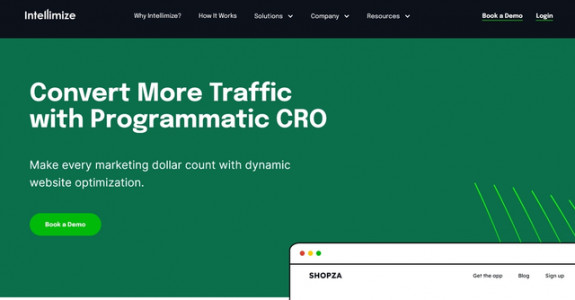 Intellimize
Why Intellimize?
How It Works
Solutions
Company
Resources
Book a Demo
Login
Convert More Traffic
with Programmatic CRO
Make every marketing dollar count with dynamic
website optimization.
Book a Demo
SHOPZA
Get the app
Blog
Sign up